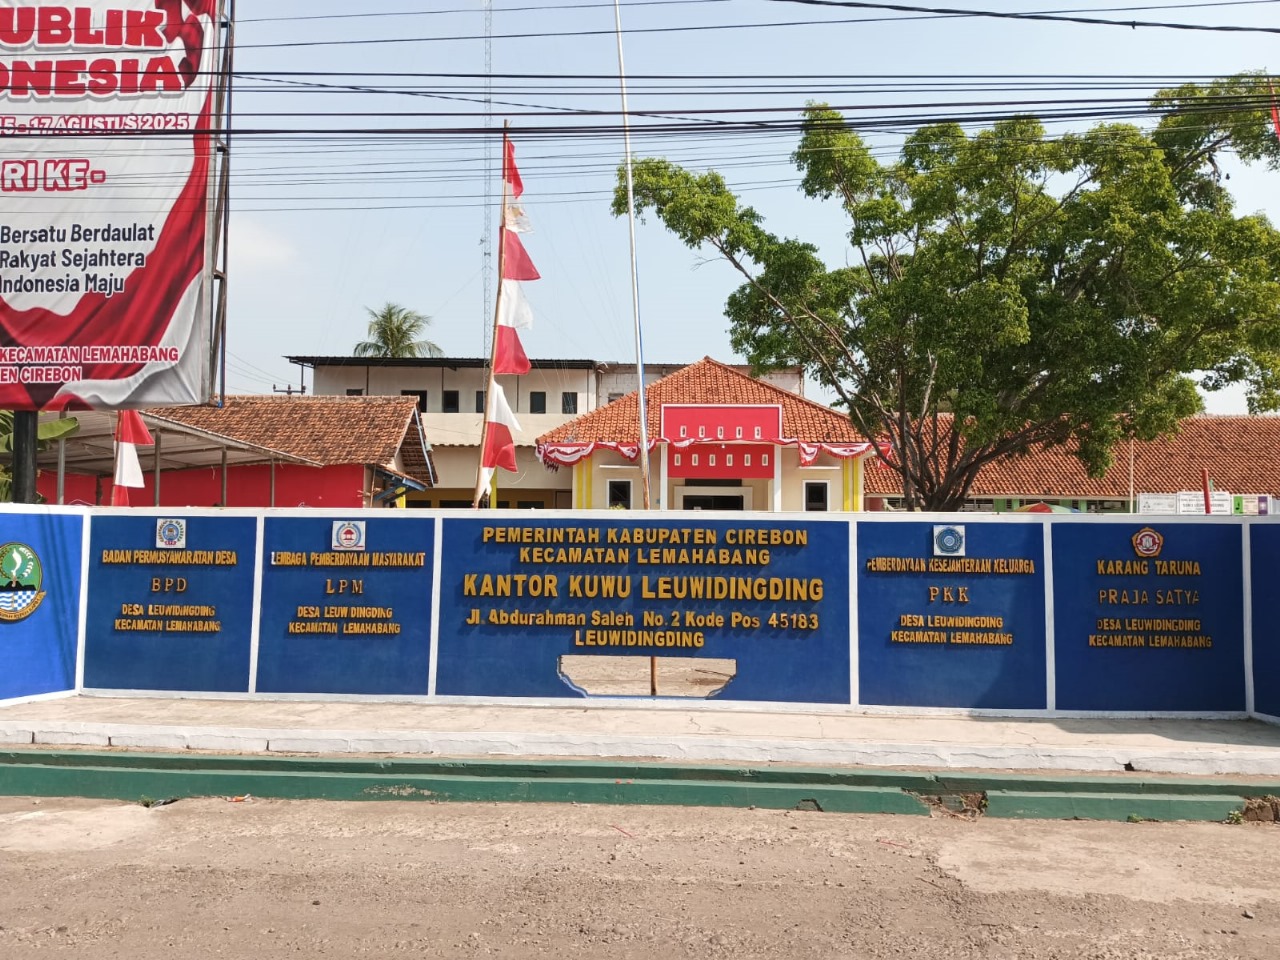 UBLIK
ONESIA
15-17 AGUSTUS 2025
RI KE-
Bersatu Berdaulat
Rakyat Sejahtera
Indonesia Maju
KECAMATAN LEMAHABANG
EN CIREBON
BADAN PERMUSYAWARATAN DESA
BPD
DESA LEUWIDINGDING
KECAMATAN LEMAHABANG
LEMBAGA PEMBERDAYAAN MASYARAKAT
LPM
DESA LEUWIDINGDING
KECAMATAN LEMAHABANG
PEMERINTAH KABUPATEN CIREBON
KECAMATAN LEMAHABANG
KANTOR KUWU LEUWIDINGDING
Jl. Abdurahman Saleh No.2 Kode Pos 45183
LEUWIDINGDING
PEMBERDAYAAN KESEJAHTERAAN KELUARGA
PKK
DESA LEUWIDINGDING
KECAMATAN LEMAHABANG
KARANG TARUNA
PRAJA SATYA
DESA LEUWIDINGDING
KECAMATAN LEMAHABANG